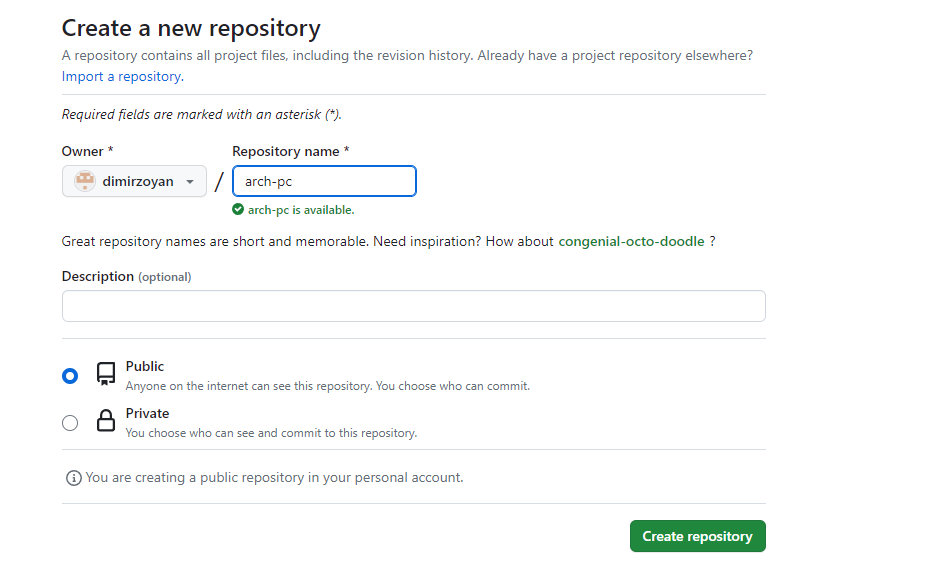 Create a new repository
A repository contains all project files, including the revision history. Already have a project repository elsewhere?
Import a repository.
Required fields are marked with an asterisk (*).
Owner *
Repository name *
dimirzoyan
/
arch-pc
arch-pc is available.
Great repository names are short and memorable. Need inspiration? How about congenial-octo-doodle ?
Description (optional)
Public
Anyone on the internet can see this repository. You choose who can commit.
Private
You choose who can see and commit to this repository.
You are creating a public repository in your personal account.
Create repository